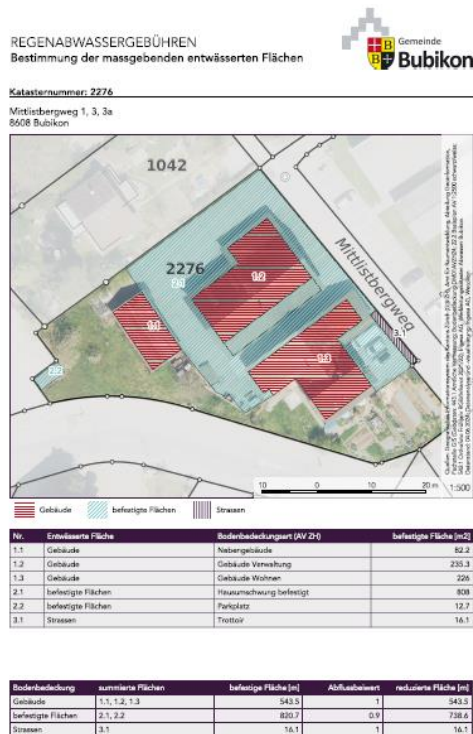 REGENABWASSERGEBÜHREN
Bestimmung der massgebenden entwässerten Flächen
Gemeinde
Bubikon
Katasternummer: 2276
Mittlistbergweg 1, 3, 3a
8608 Bubikon
1042
2276
2.1
1.2
1.1
1.3
2.2
3.1
Mittlistbergweg
10 0 10 20 m
1:500
Gebäude befestigte Flächen Strassen
Nr. Entwässerte Fläche Bodenbedeckungsart (AV ZH) befestigte Fläche [m2]
1.1 Gebäude Nebengebäude 82.2
1.2 Gebäude Gebäude Verwaltung 235.3
1.3 Gebäude Gebäude Wohnen 226
2.1 befestigte Flächen Hausumschwung befestigt 808
2.2 befestigte Flächen Parkplatz 12.7
3.1 Strassen Trottoir 16.1
Bodenbedeckung summierte Flächen befestige Fläche [m] Abflussbeiwert reduzierte Fläche [m]
Gebäude 1.1, 1.2, 1.3 543.5 1 543.5
befestigte Flächen 2.1, 2.2 820.7 0.9 738.6
Strassen 3.1 16.1 1 16.1